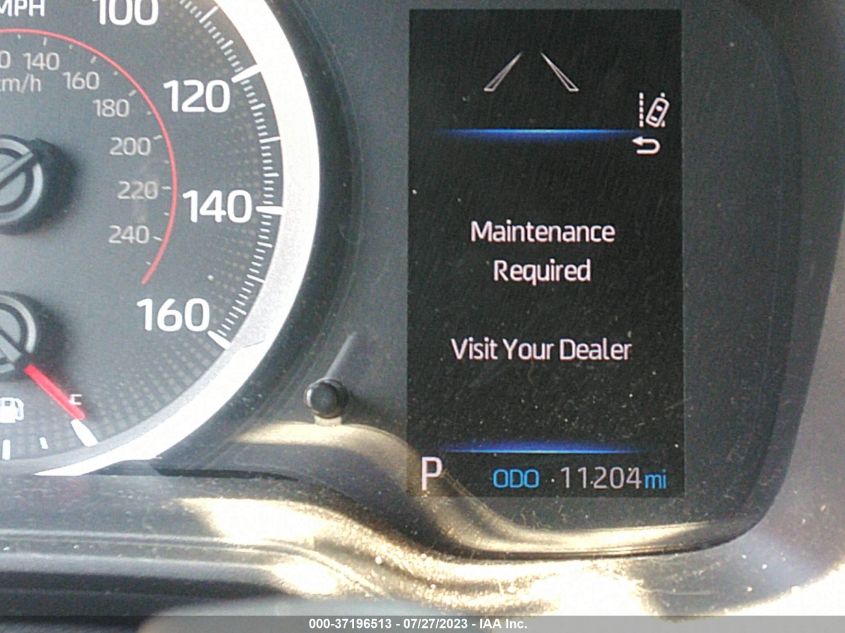 MPH
100
140
160
km/h
120
180
200
220
140
240
160
F
Maintenance
Required
Visit Your Dealer
P ODO 11204 mi
000-37196513 - 07/27/2023 - IAA Inc.